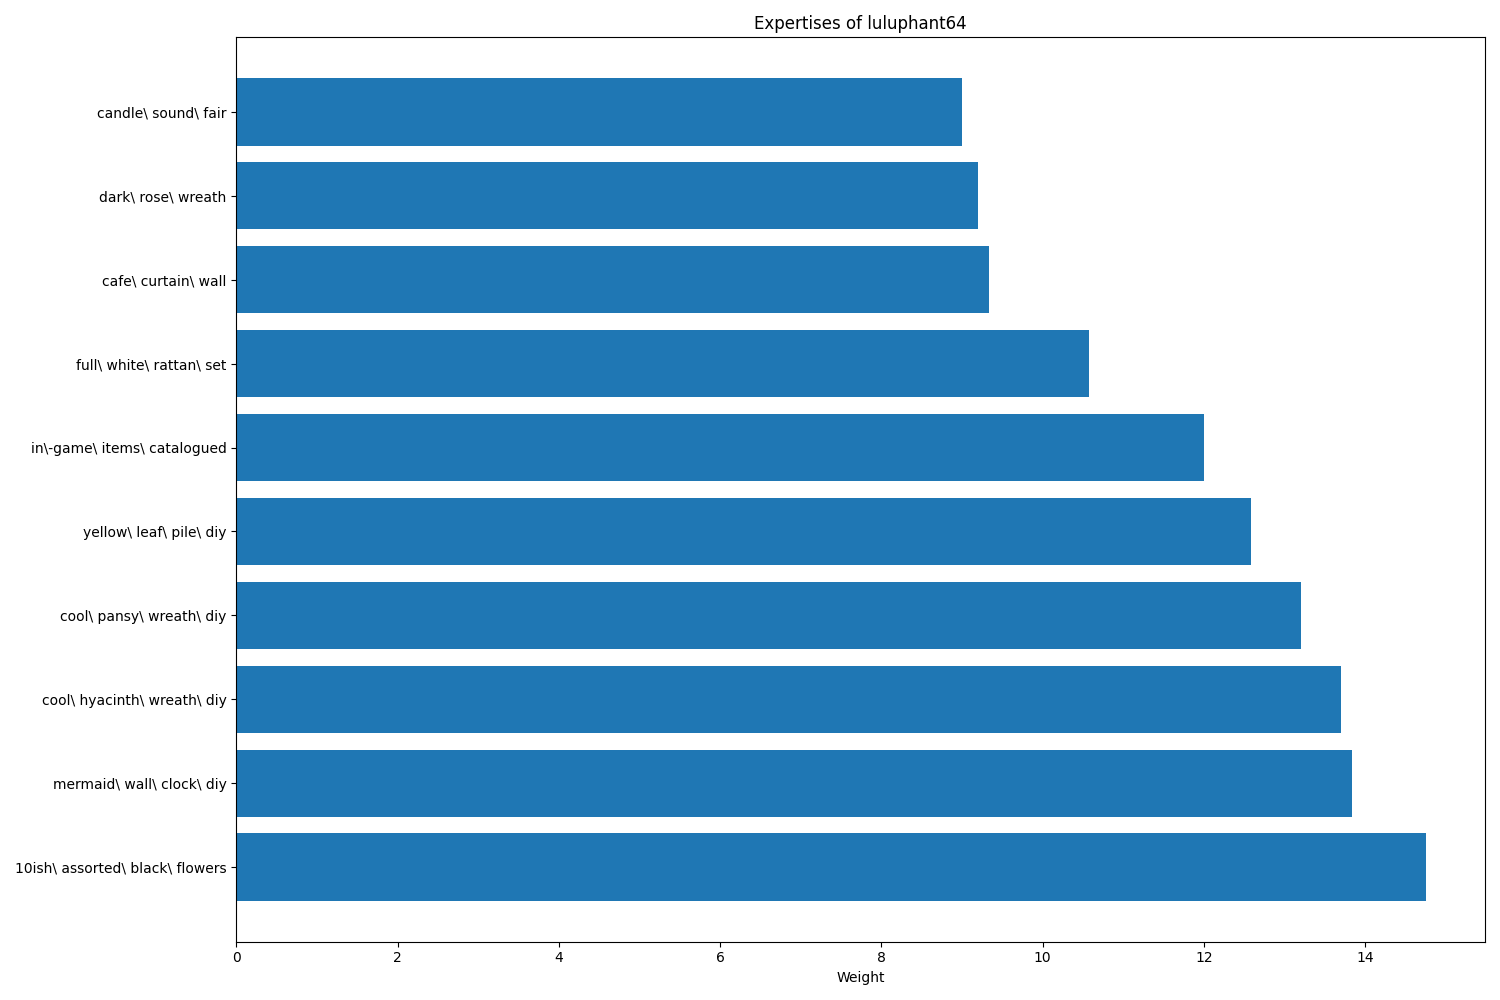 Expertises of luluphant64
candle\ sound\ fair
dark\ rose\ wreath
cafe\ curtain\ wall
full\ white\ rattan\ set
in\-game\ items\ catalogued
yellow\ leaf\ pile\ diy
cool\ pansy\ wreath\ diy
cool\ hyacinth\ wreath\ diy
mermaid\ wall\ clock\ diy
10ish\ assorted\ black\ flowers
0 2 4 6 8 10 12 14
Weight